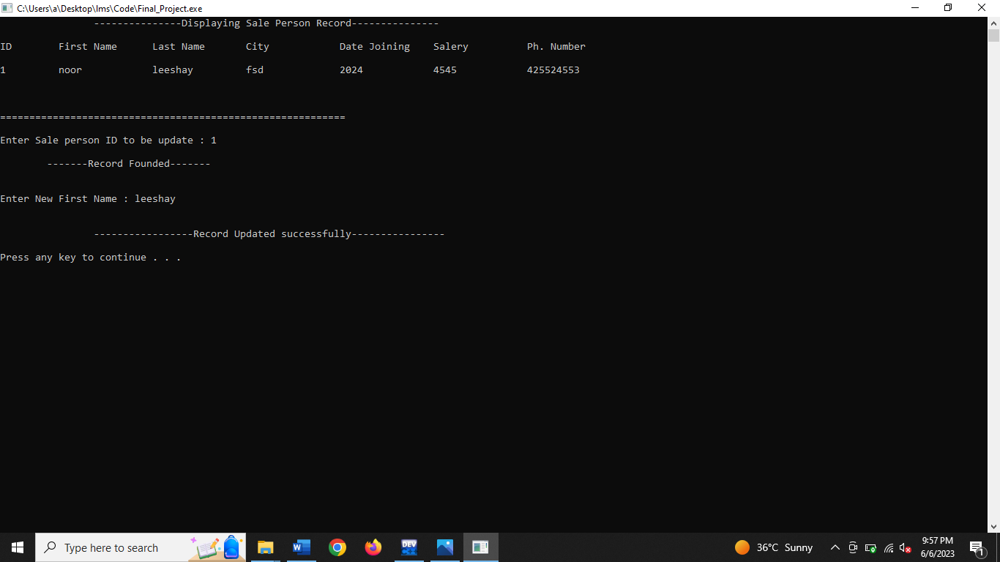 C:\Users\a\Desktop\Ims\Code\Final_Project.exe
---------------Displaying Sale Person Record---------------
ID First Name Last Name City Date Joining Salery Ph. Number
1 noor leeshay fsd 2024 4545 425524553
===========================================================
Enter Sale person ID to be update : 1
-------Record Founded-------
Enter New First Name : leeshay
-----------------Record Updated successfully----------------
Press any key to continue . . .
Type here to search
W
DEV
36°C Sunny
9:57 PM
6/6/2023
1